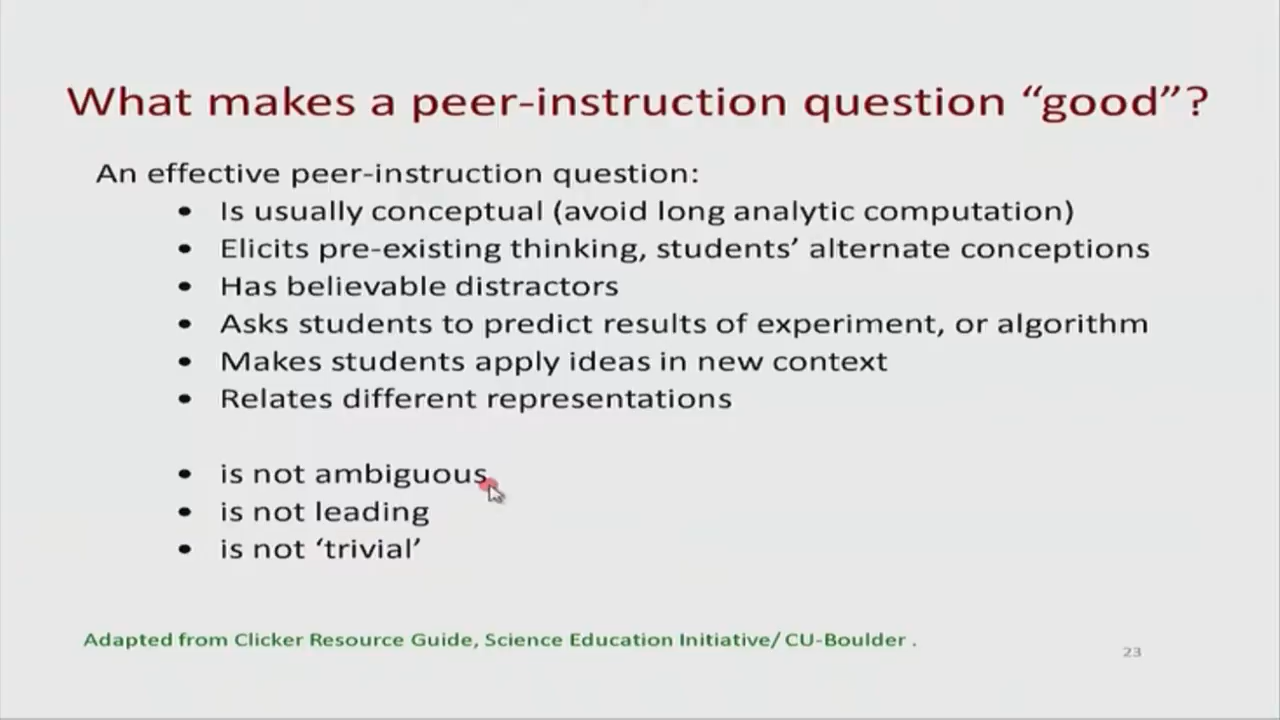 What makes a peer-instruction question “good”?
An effective peer-instruction question:
• Is usually conceptual (avoid long analytic computation)
• Elicits pre-existing thinking, students’ alternate conceptions
• Has believable distractors
• Asks students to predict results of experiment, or algorithm
• Makes students apply ideas in new context
• Relates different representations
• is not ambiguous
• is not leading
• is not ‘trivial’
Adapted from Clicker Resource Guide, Science Education Initiative/ CU-Boulder .
23